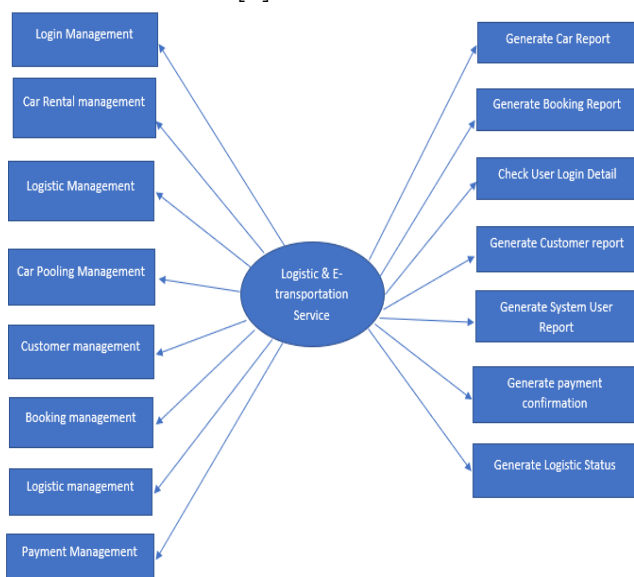 Login Management
Car Rental management
Logistic Management
Car Pooling Management
Customer management
Booking management
Logistic management
Payment Management
Logistic & E-
transportation
Service
Generate Car Report
Generate Booking Report
Check User Login Detail
Generate Customer report
Generate System User
Report
Generate payment
confirmation
Generate Logistic Status